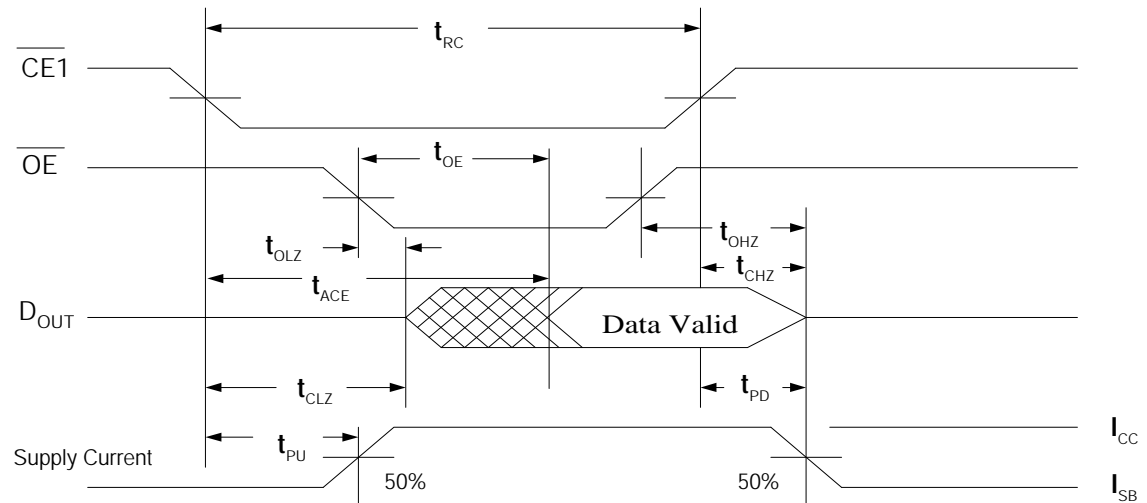 tRC
CE1
tOE
OE
tOHZ
tOLZ
tCHZ
tACE
DOUT
Data Valid
tCLZ
tPD
ICC
tPU
Supply Current
50%
50%
ISB